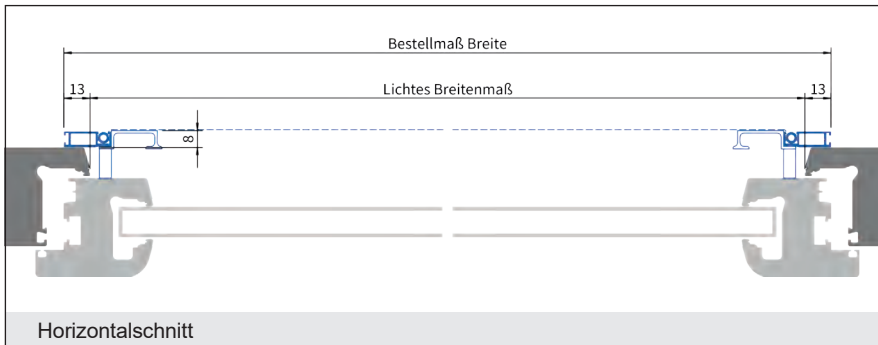 Bestellmaß Breite
13 Lichtes Breitenmaß 13
8
Horizontalschnitt